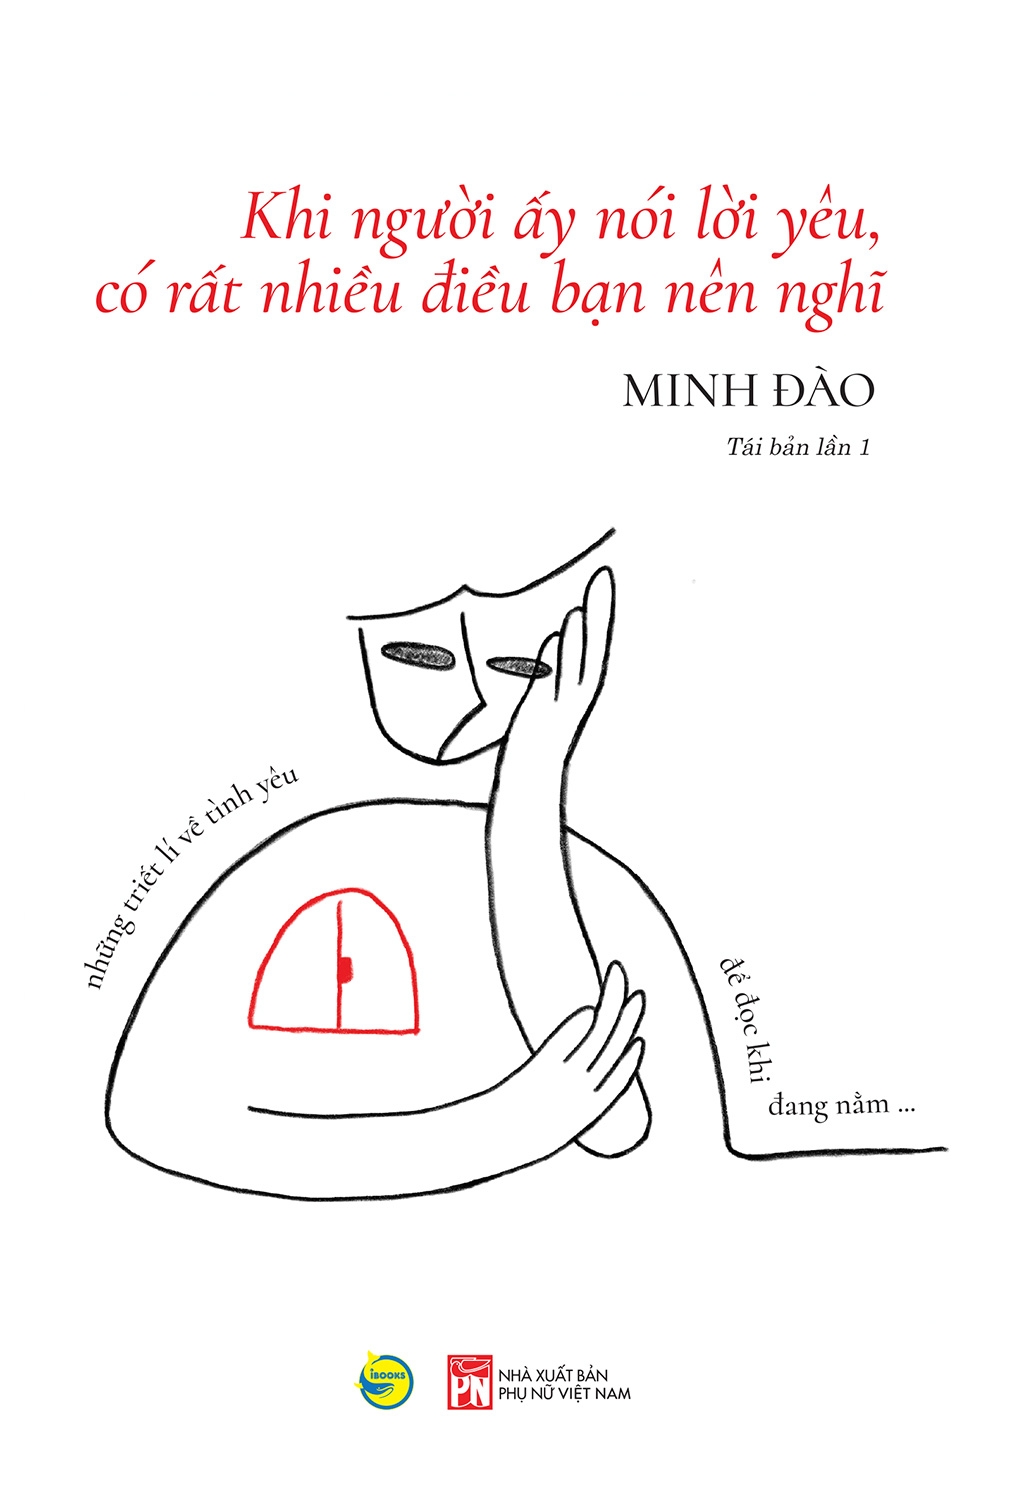 Khi người ấy nói lời yêu,
có rất nhiều điều bạn nên nghĩ
MINH ĐÀO
Tái bản lần 1
những triết lí về tình yêu
để đọc khi
đang nằm ...
iBOOKS
PN
NHÀ XUẤT BẢN
PHỤ NỮ VIỆT NAM